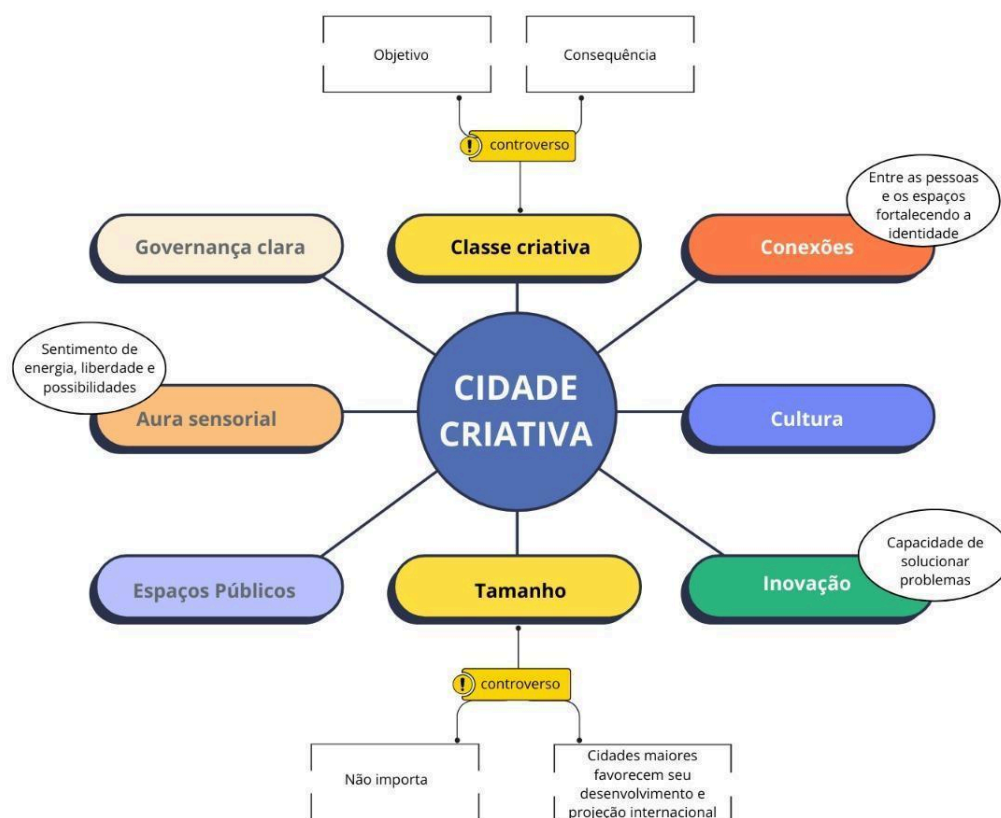 Objetivo
Consequência
controverso
Entre as pessoas
e os espaços
fortalecendo a
identidade
Governança clara
Classe criativa
Conexões
Sentimento de
energia, liberdade e
possibilidades
CIDADE
CRIATIVA
Aura sensorial
Cultura
Capacidade de
solucionar
problemas
Espaços Públicos
Tamanho
Inovação
controverso
Não importa
Cidades maiores
favorecem seu
desenvolvimento e
projeção internacional